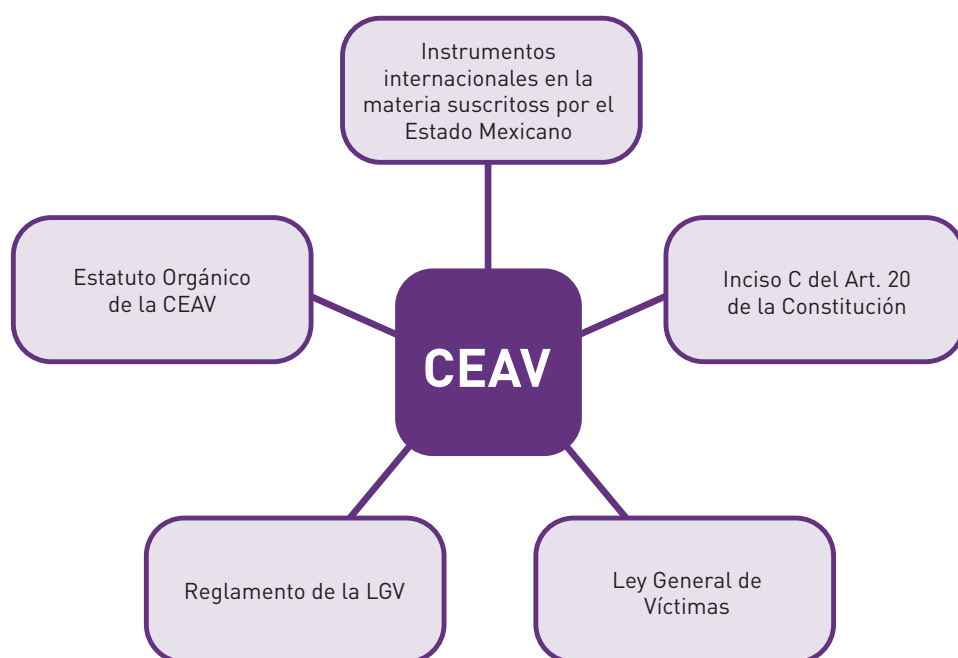 Instrumentos
internacionales en la
materia suscritoss por el
Estado Mexicano
Estatuto Orgánico
de la CEAV
Inciso C del Art. 20
de la Constitución
CEAV
Reglamento de la LGV
Ley General de
Víctimas